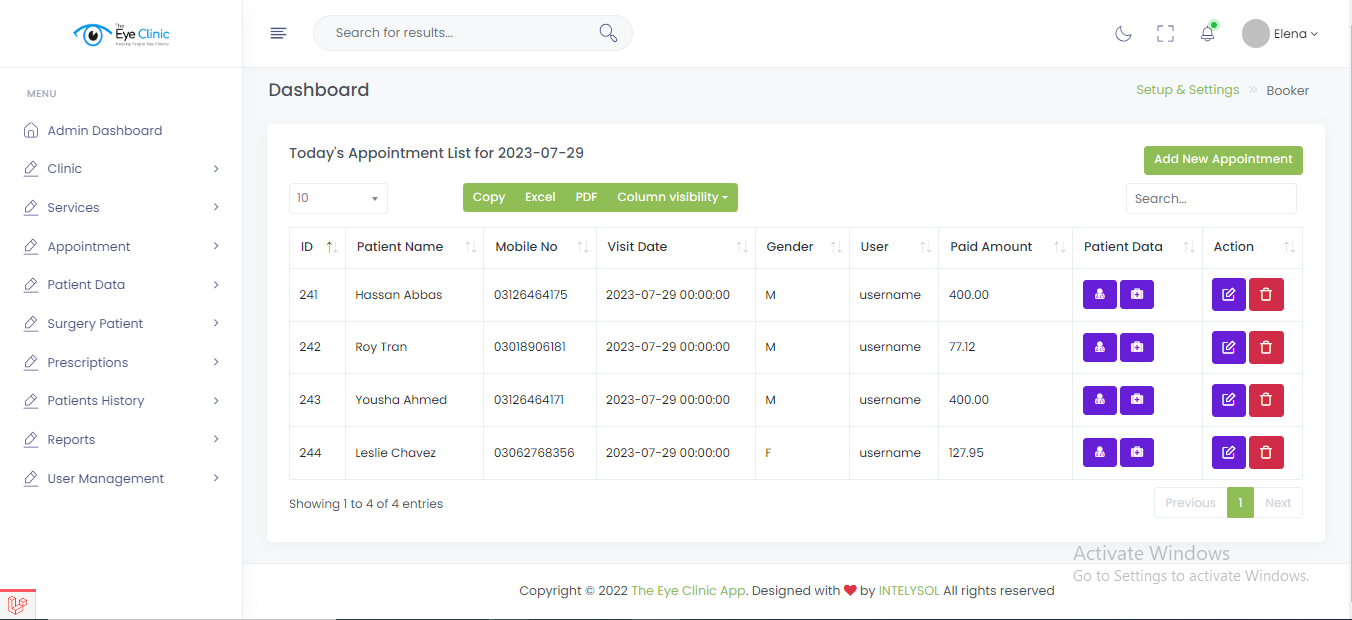 The
Eye Clinic
Helping People See Clearly
Search for results...
Elena
MENU
Admin Dashboard
Clinic
Services
Appointment
Patient Data
Surgery Patient
Prescriptions
Patients History
Reports
User Management
Dashboard
Setup & Settings » Booker
Today's Appointment List for 2023-07-29
Add New Appointment
10
Copy Excel PDF Column visibility
Search...
ID Patient Name Mobile No Visit Date Gender User Paid Amount Patient Data Action
241 Hassan Abbas 03126464175 2023-07-29 00:00:00 M username 400.00
242 Roy Tran 03018906181 2023-07-29 00:00:00 M username 77.12
243 Yousha Ahmed 03126464171 2023-07-29 00:00:00 M username 400.00
244 Leslie Chavez 03062768356 2023-07-29 00:00:00 F username 127.95
Showing 1 to 4 of 4 entries
Previous 1 Next
Activate Windows
Go to Settings to activate Windows.
Copyright © 2022 The Eye Clinic App. Designed with ❤ by INTELYSOL All rights reserved